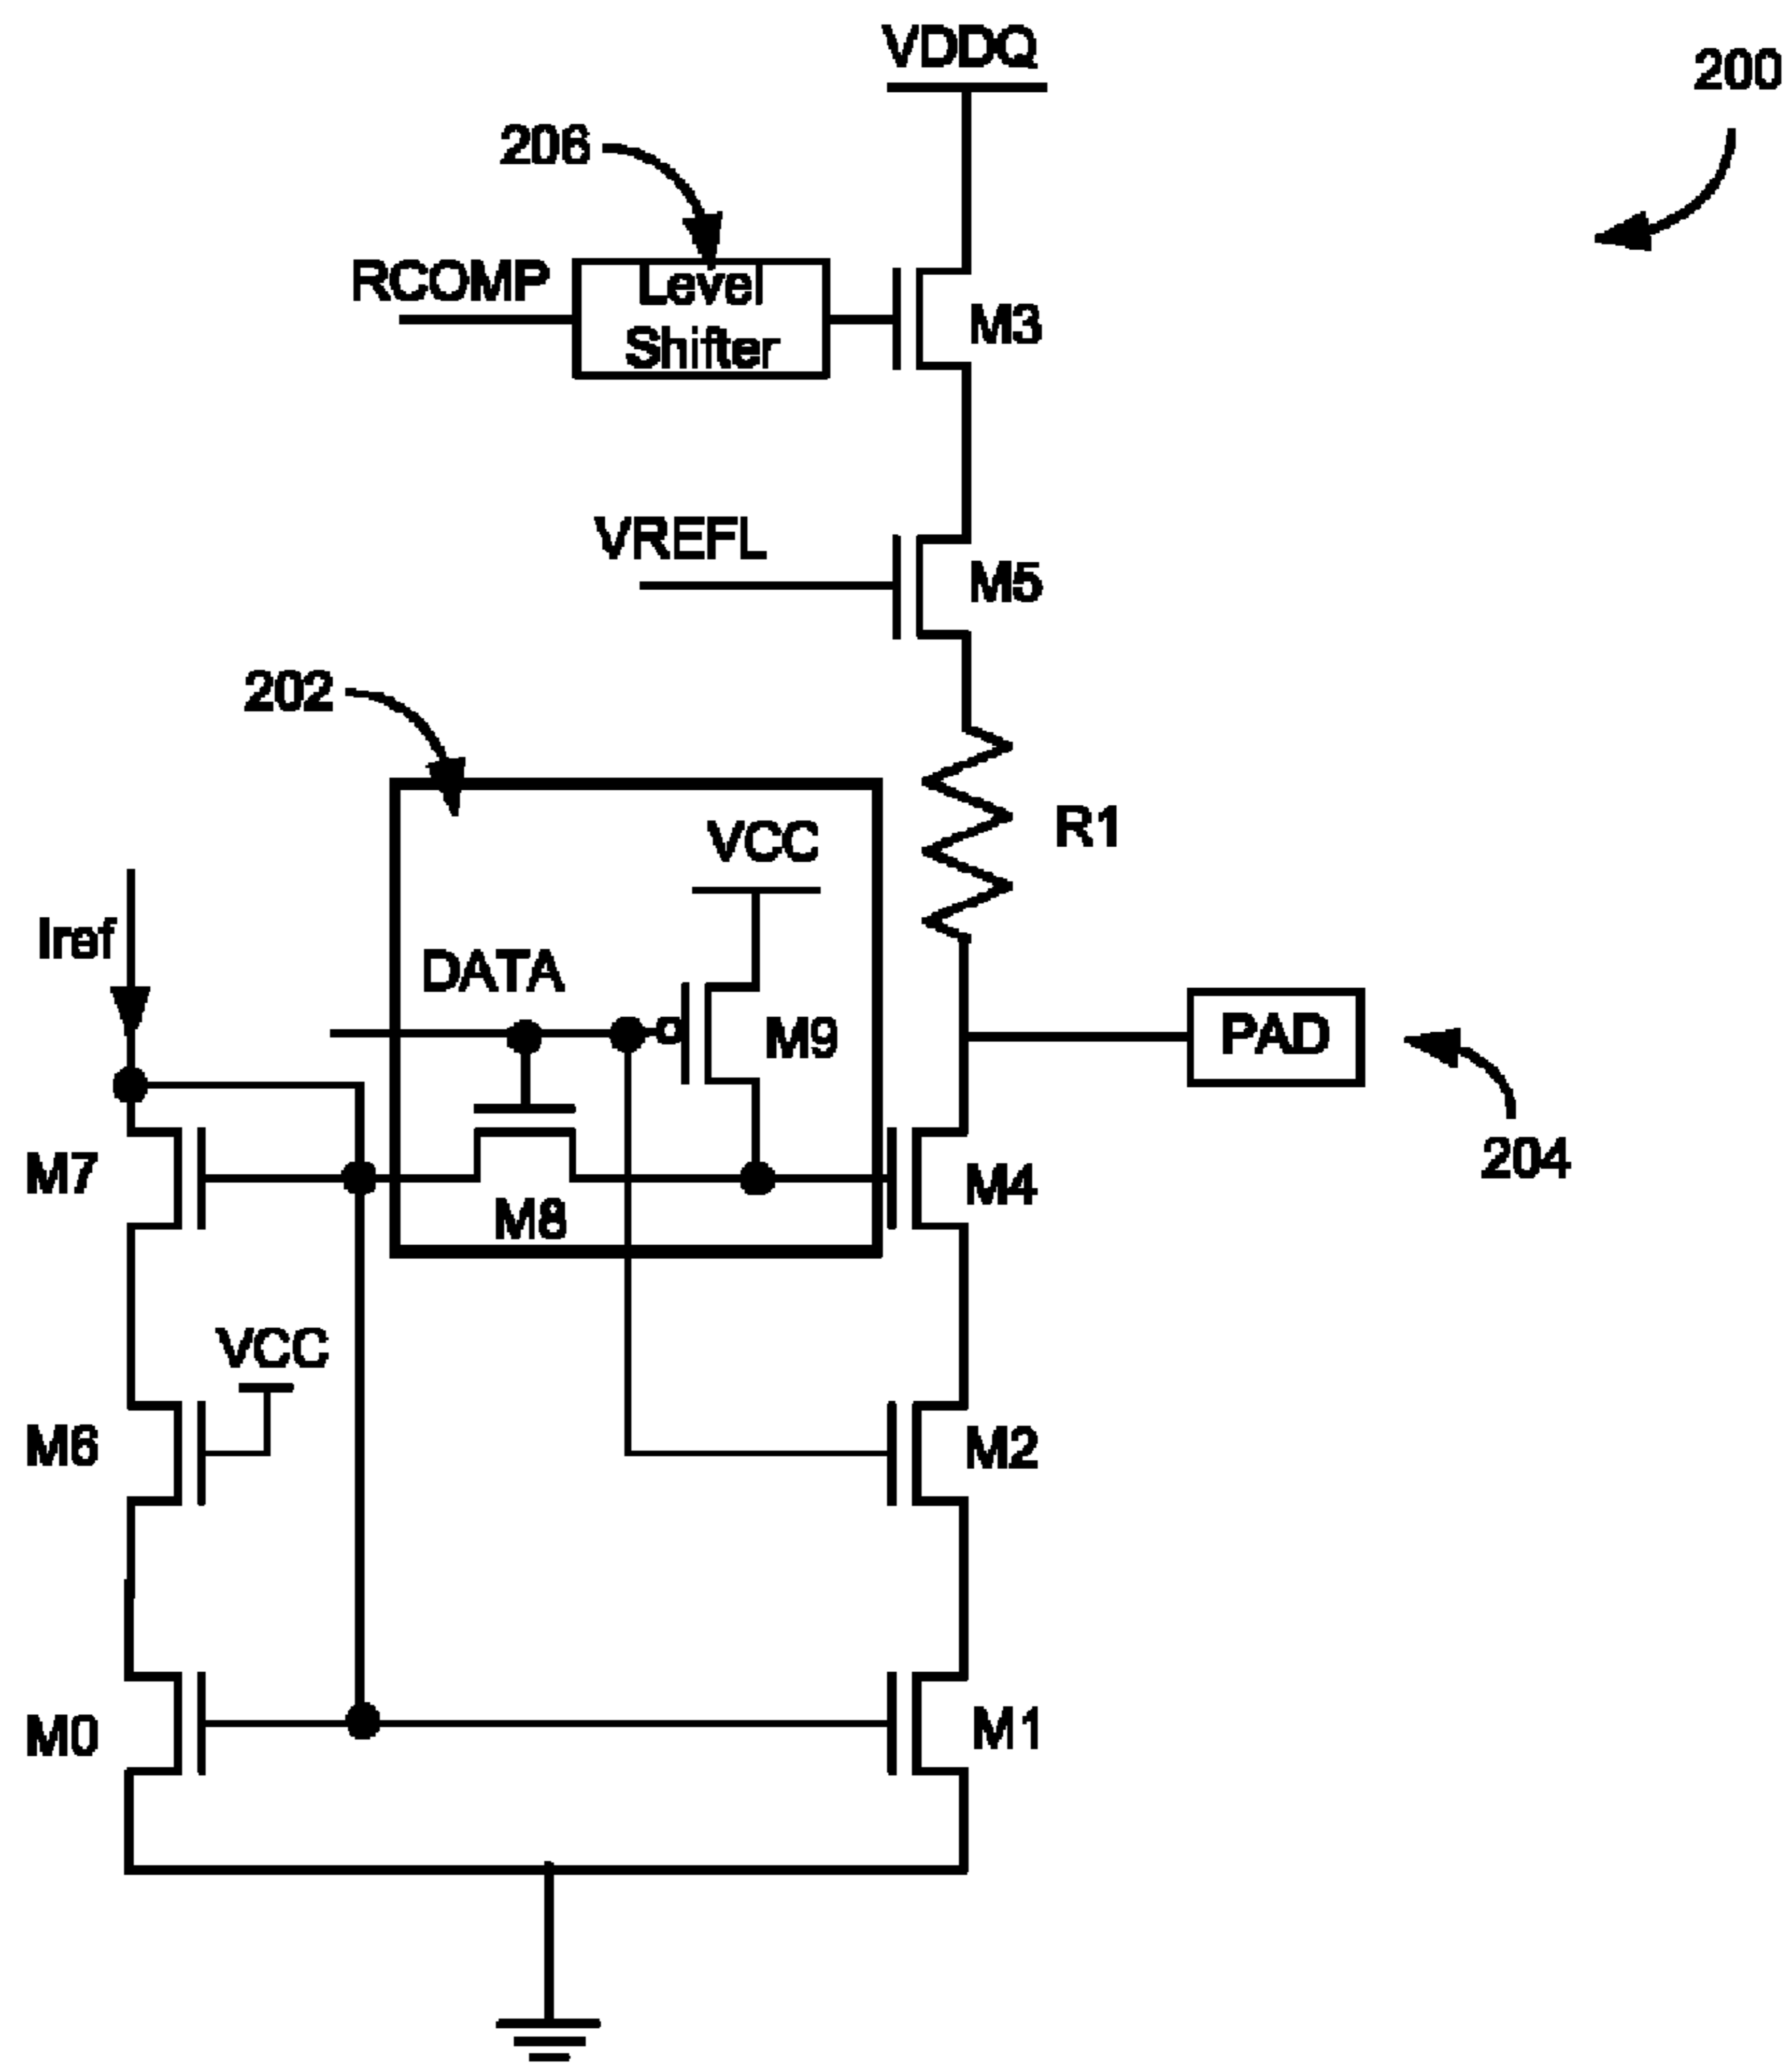 VDDQ
200
206
RCOMP
Level
Shifter
M3
VREFL
M5
202
VCC
R1
Iref
DATA
M9
PAD
M7
M8
M4
204
VCC
M6
M2
M0
M1